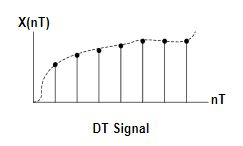 X(nT)
nT
DT Signal